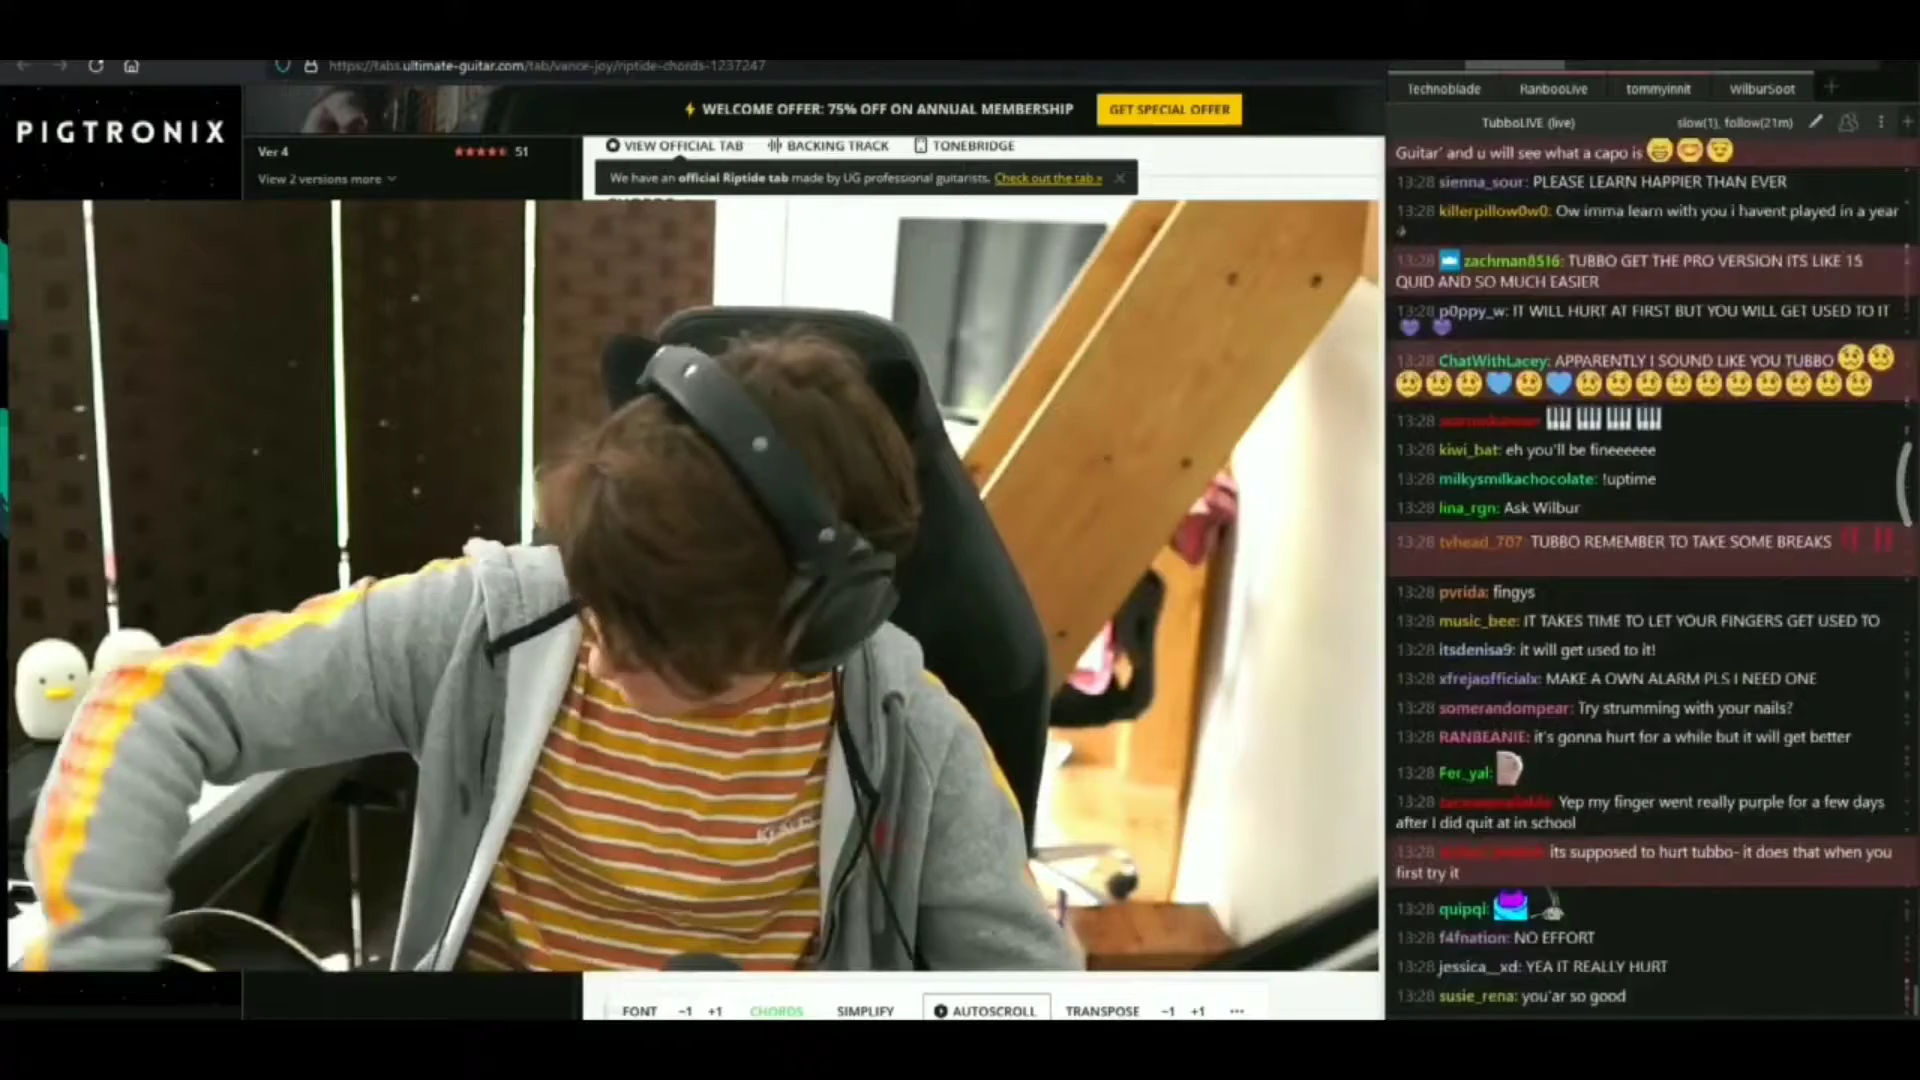 https://tabs.ultimate-guitar.com/tab/vance-joy/riptide-chords-1237247
PIGTRONIX
WELCOME OFFER: 75% OFF ON ANNUAL MEMBERSHIP
GET SPECIAL OFFER
Ver 4
51
View 2 versions more
VIEW OFFICIAL TAB
BACKING TRACK
TONEBRIDGE
We have an official Riptide tab made by UG professional guitarists. Check out the tab »
FONT -1 +1 CHORDS SIMPLIFY AUTOSCROLL TRANSPOSE -1 +1 ···
Technoblade RanbooLive tommyinnit WilburSoot
TubboLIVE (live) slow(1), follow(21m)
Guitar' and u will see what a capo is
13:28 sienna_sour: PLEASE LEARN HAPPIER THAN EVER
13:28 killerpillow0w0: Ow imma learn with you i havent played in a year
13:28 zachman8516: TUBBO GET THE PRO VERSION ITS LIKE 15
QUID AND SO MUCH EASIER
13:28 p0ppy_w: IT WILL HURT AT FIRST BUT YOU WILL GET USED TO IT
13:28 ChatWithLacey: APPARENTLY I SOUND LIKE YOU TUBBO
13:28
13:28 kiwi_bat: eh you'll be fineeeeee
13:28 milkysmilkachocolate: !uptime
13:28 lina_rgn: Ask Wilbur
13:28 tvhead_707: TUBBO REMEMBER TO TAKE SOME BREAKS
13:28 pvrida: fingys
13:28 music_bee: IT TAKES TIME TO LET YOUR FINGERS GET USED TO
13:28 itsdenisa9: it will get used to it!
13:28 xfrejaofficialx: MAKE A OWN ALARM PLS I NEED ONE
13:28 somerandompear: Try strumming with your nails?
13:28 RANBEANIE: it's gonna hurt for a while but it will get better
13:28 Fer_yal:
13:28 Yep my finger went really purple for a few days
after I did quit at in school
13:28 its supposed to hurt tubbo- it does that when you
first try it
13:28 quipql:
13:28 f4fnation: NO EFFORT
13:28 jessica__xd: YEA IT REALLY HURT
13:28 susie_rena: you'ar so good